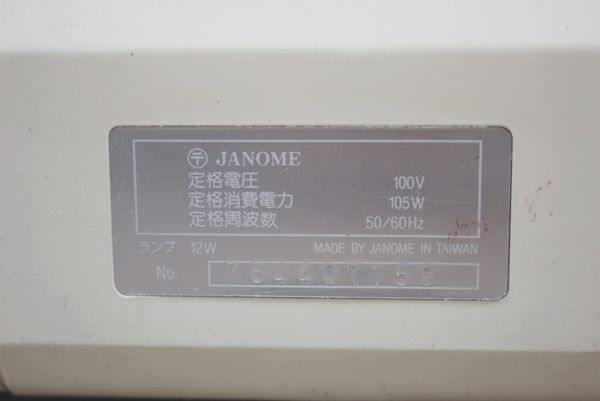 〶 JANOME
定格電圧 100V
定格消費電力 105W
定格周波数 50/60Hz
ランプ 12W MADE BY JANOME IN TAIWAN
No. 764407159